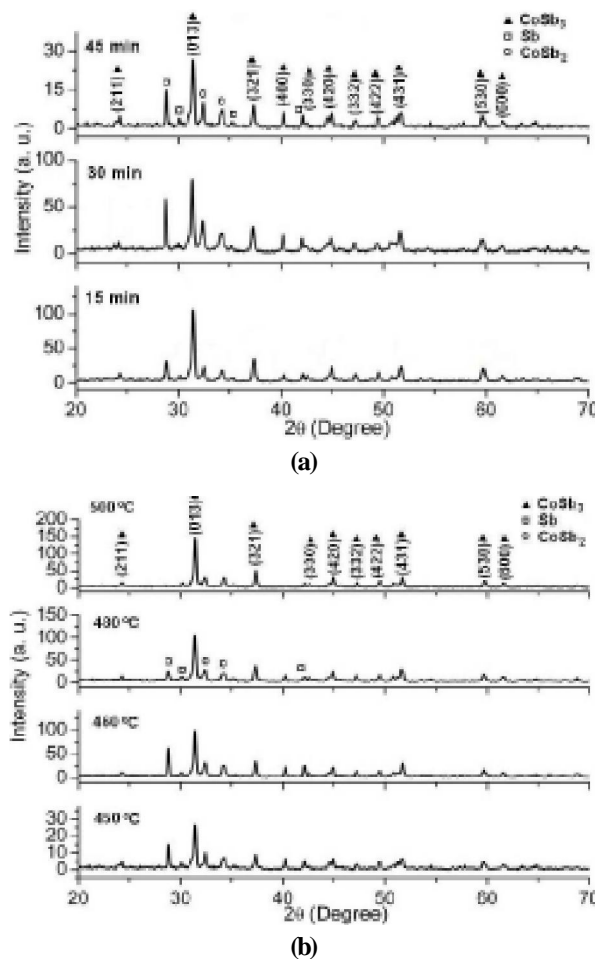 45 min
▲ CoSb₃
□ Sb
○ CoSb₂
(211) (013) (321) (400) (330) (420) (332) (422) (431) (530) (600)
30
15
0
30 min
100
50
0
15 min
100
50
0
20 30 40 50 60 70
Intensity (a. u.)
2θ (Degree)
(a)
▲ CoSb₃
□ Sb
○ CoSb₂
(211) (013) (321) (330) (420) (332) (422) (431) (530) (600)
200
150
100
50
0
150
100
50
0
460 ºC
100
50
0
450 ºC
30
20
10
0
20 30 40 50 60 70
Intensity (a. u.)
2θ (Degree)
(b)